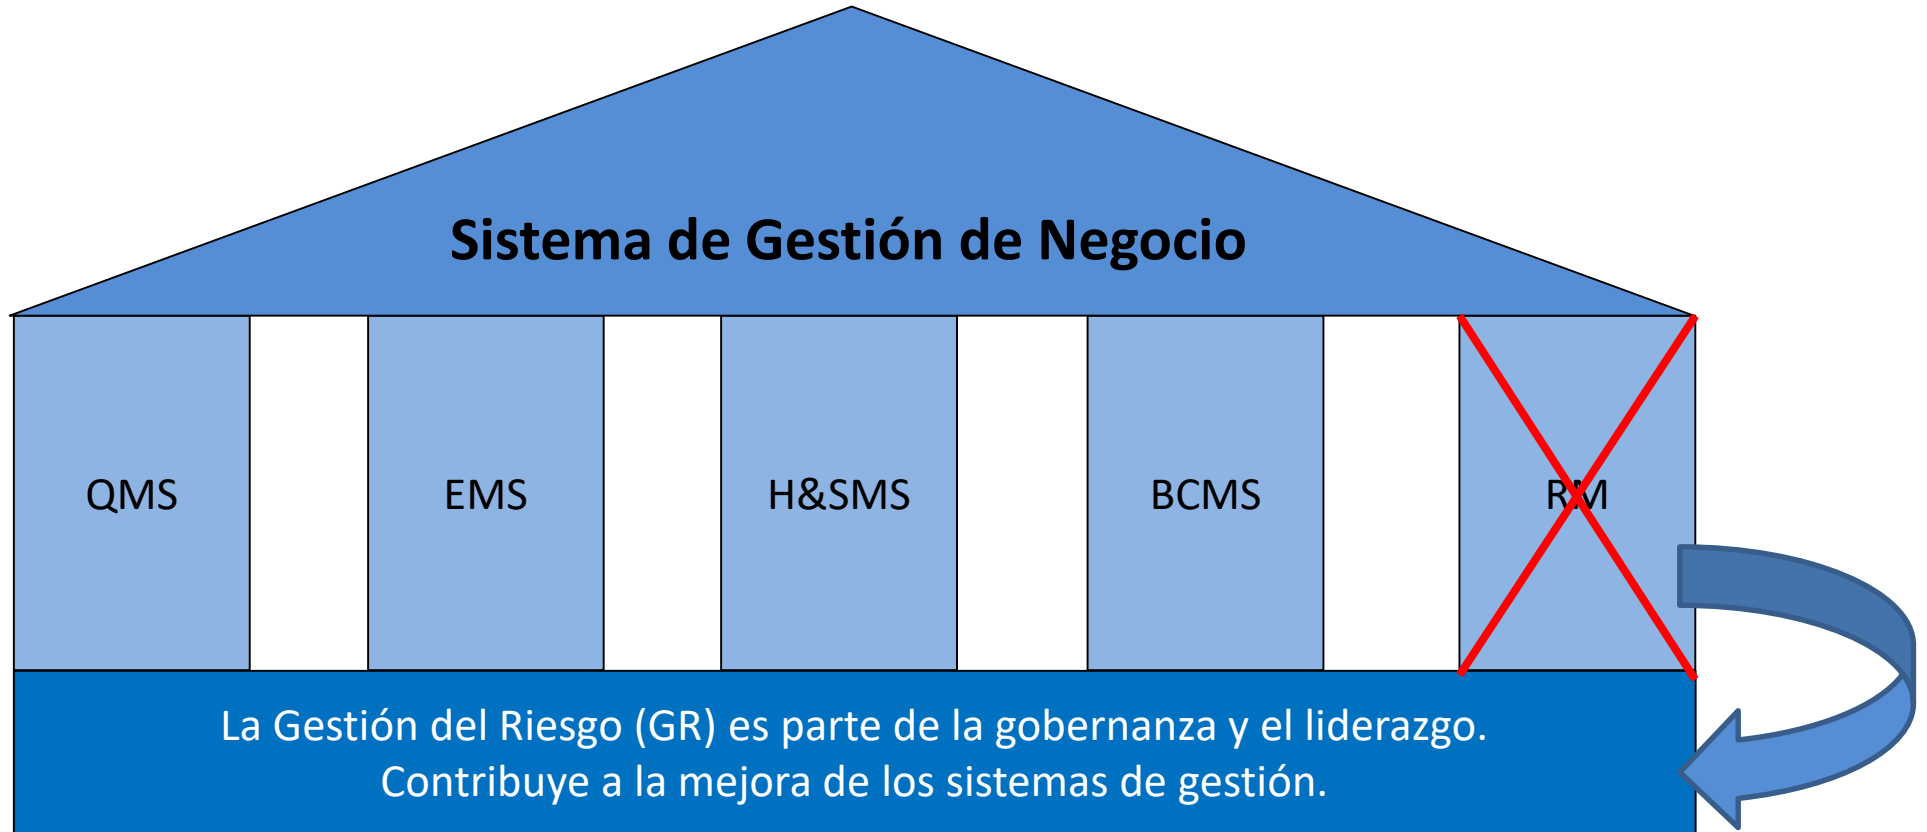 Sistema de Gestión de Negocio
QMS
EMS
H&SMS
BCMS
RM
La Gestión del Riesgo (GR) es parte de la gobernanza y el liderazgo.
Contribuye a la mejora de los sistemas de gestión.